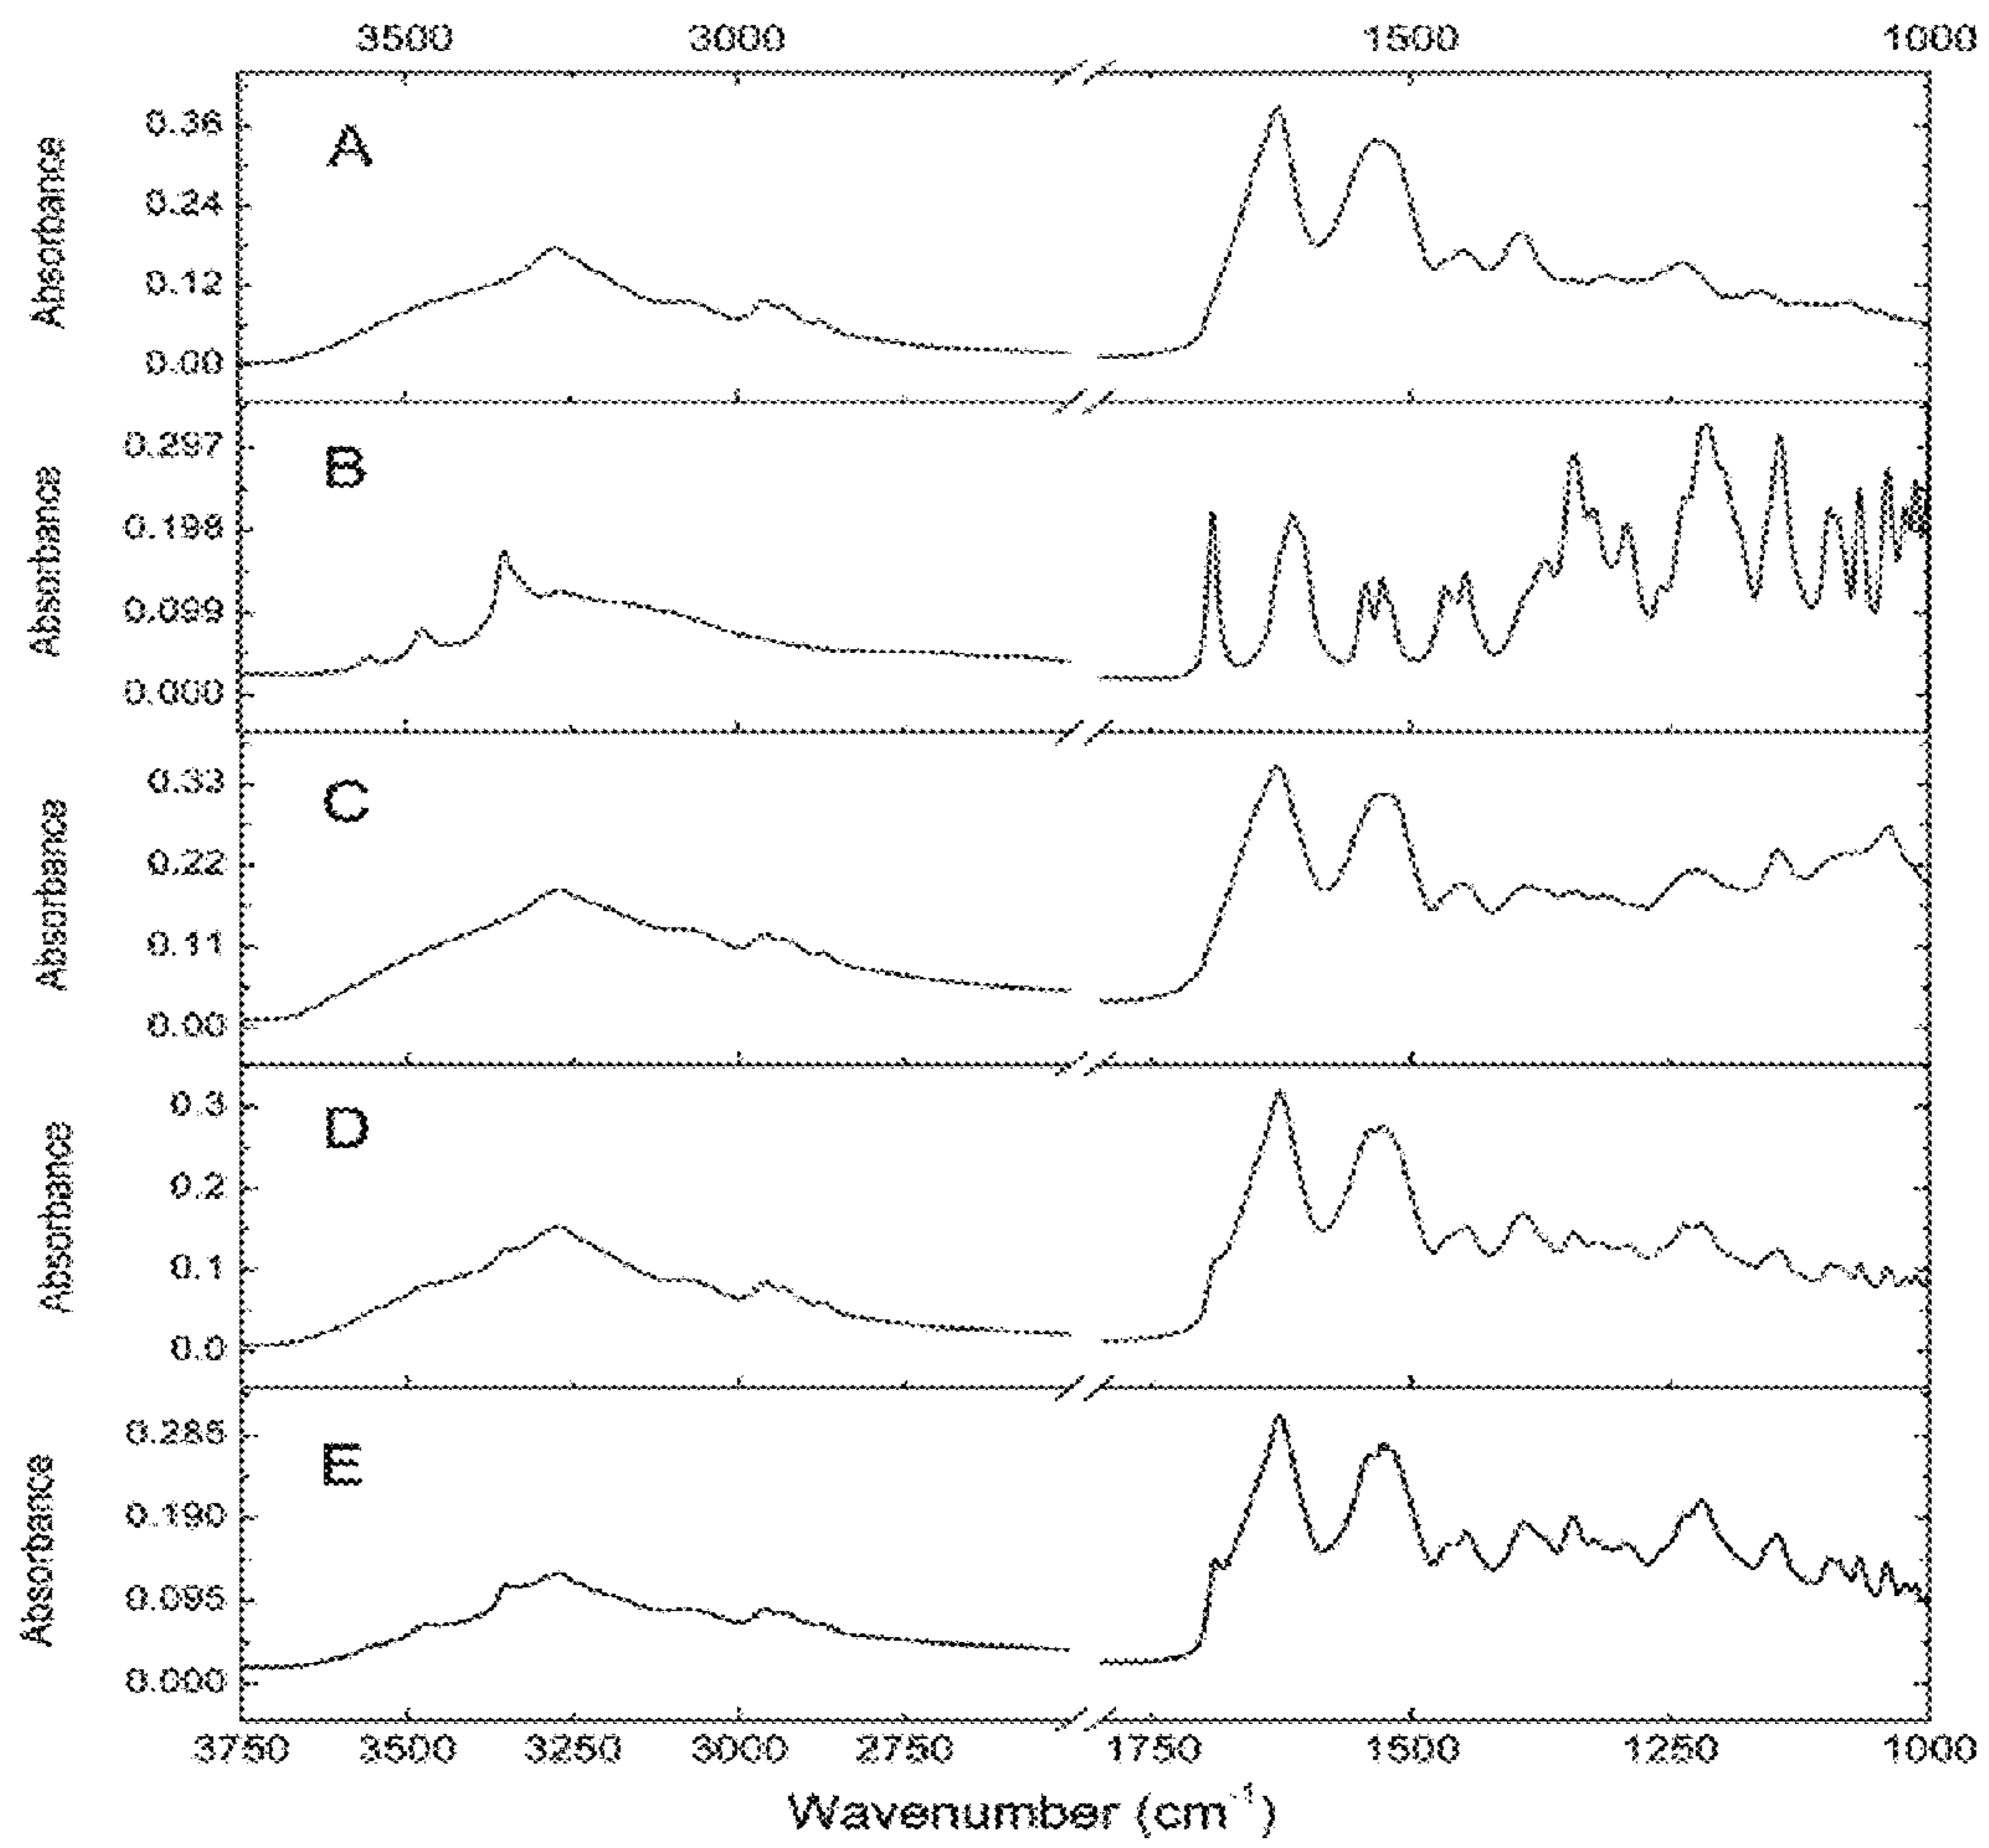 3500 3000 1500 1000
A
Absorbance
0.36
0.24
0.12
0.00
B
Absorbance
0.297
0.198
0.099
0.000
C
Absorbance
0.33
0.22
0.11
0.00
D
Absorbance
0.3
0.2
0.1
0.0
E
Absorbance
0.285
0.190
0.095
0.000
3750 3500 3250 3000 2750 1750 1500 1250 1000
Wavenumber (cm⁻¹)